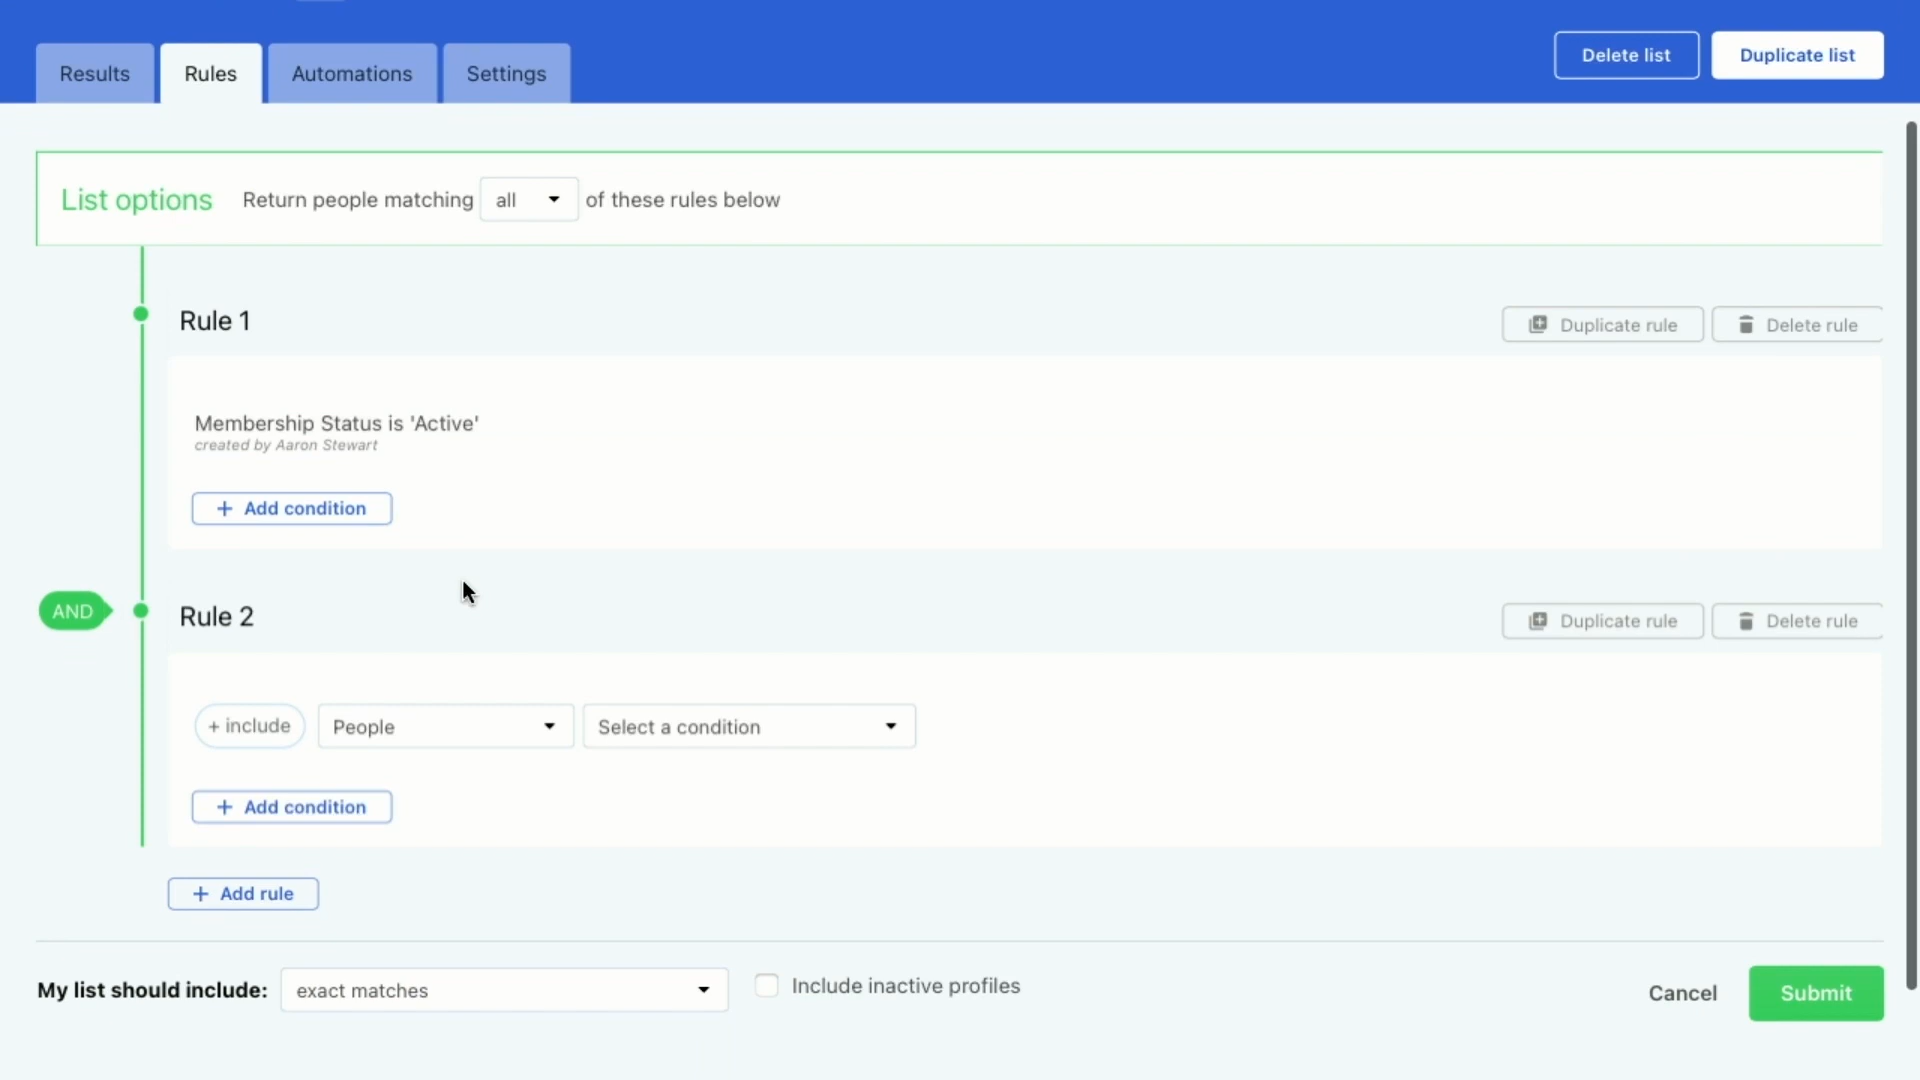 Results
Rules
Automations
Settings
Delete list
Duplicate list
List options
Return people matching all of these rules below
Rule 1
Duplicate rule
Delete rule
Membership Status is 'Active'
created by Aaron Stewart
+ Add condition
AND
Rule 2
Duplicate rule
Delete rule
+ include
People
Select a condition
+ Add condition
+ Add rule
My list should include:
exact matches
Include inactive profiles
Cancel
Submit